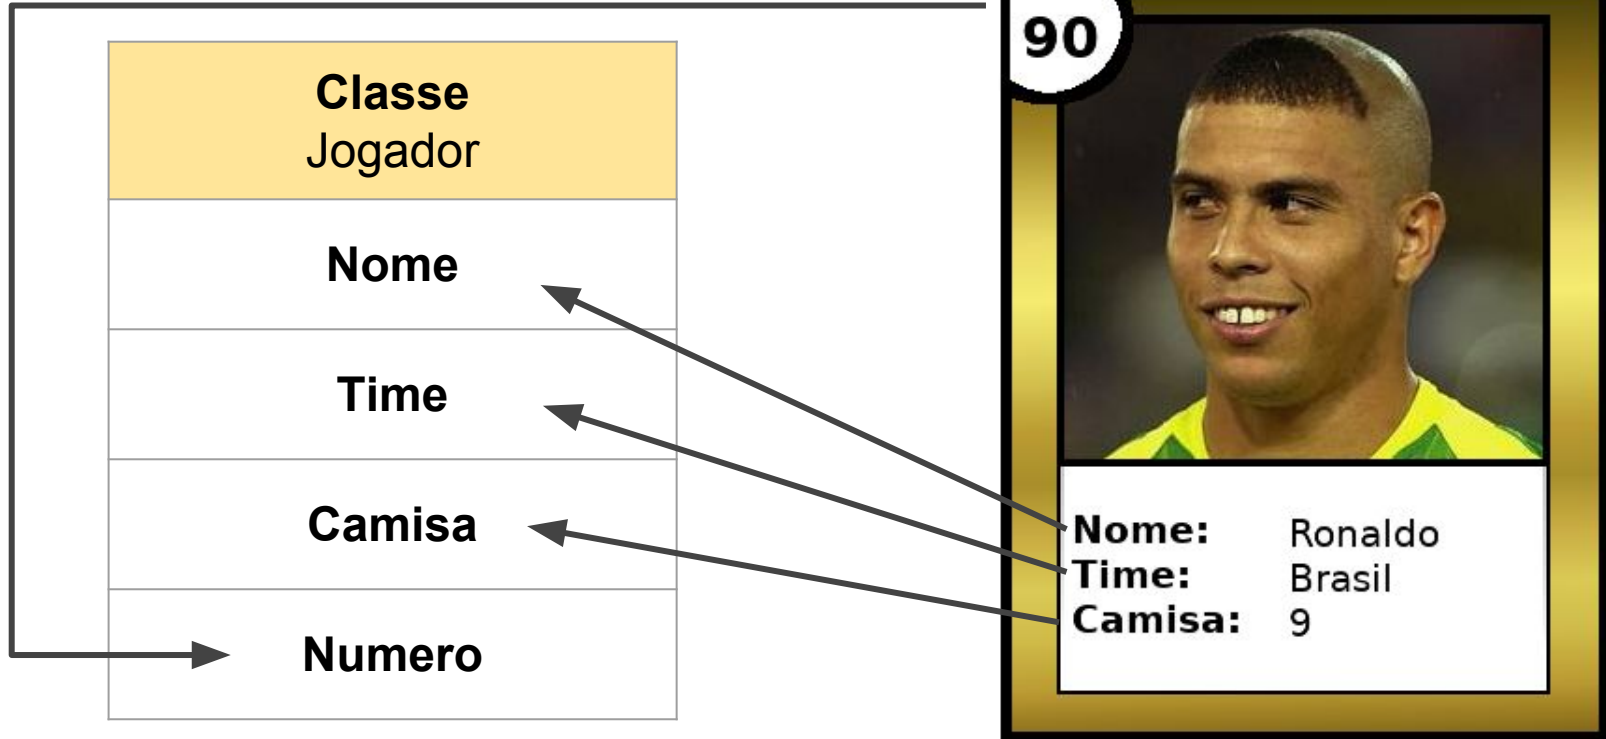 Classe
Jogador
Nome
Time
Camisa
Numero
90
Nome: Ronaldo
Time: Brasil
Camisa: 9